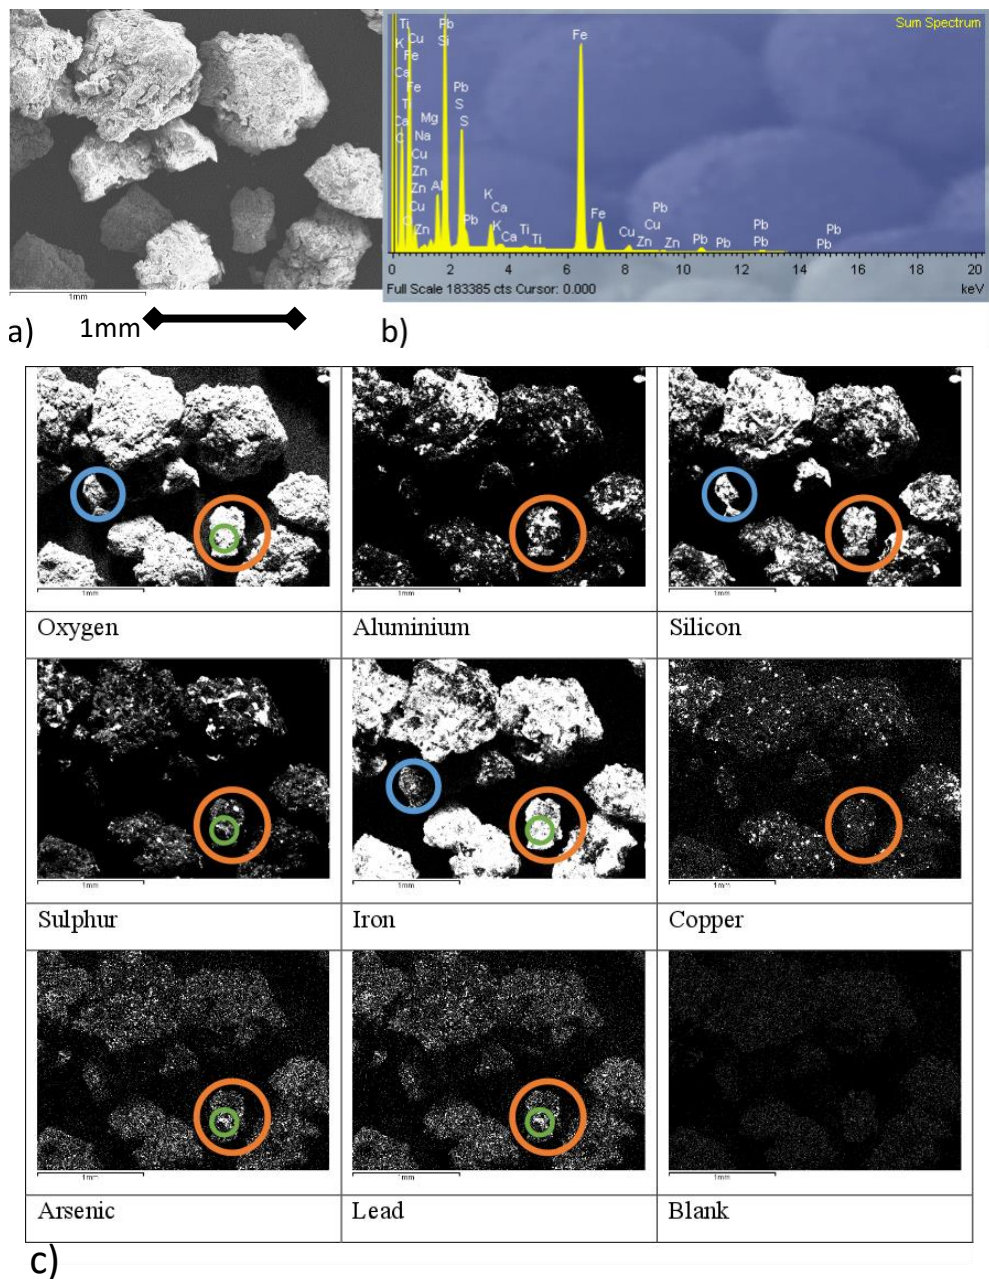 1mm
a)
1mm
Sum Spectrum
Ti
Pb
K
Cu
Si
Fe
Fe
Ca
Fe
Pb
Ti
S
Ca
Mg
S
C
Na
Cu
Zn
Zn
Al
K
Cu
Ca
Pb
Pb
C
Zn
K
Ti
Fe
Cu
Cu
Pb
Pb
Ca
Ti
Zn
Zn
Pb
Pb
Pb
Pb
0 2 4 6 8 10 12 14 16 18 20
Full Scale 183385 cts Cursor: 0.000
keV
b)
1mm
1mm
1mm
Oxygen
Aluminium
Silicon
1mm
1mm
1mm
Sulphur
Iron
Copper
1mm
1mm
1mm
Arsenic
Lead
Blank
c)